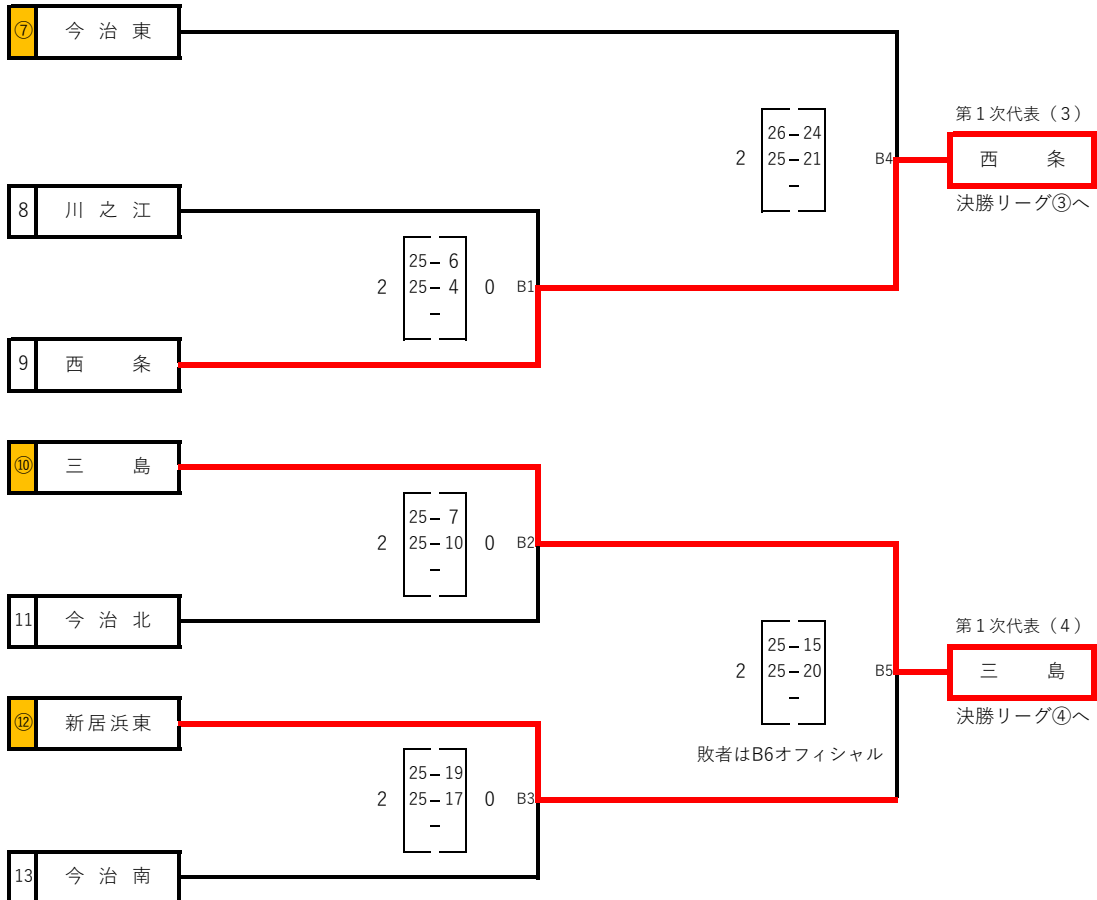 ⑦ 今治東
第1次代表（3）
26-24
2 25-21 B4 西条
-
8 川之江 決勝リーグ③へ
25- 6
2 25- 4 0 B1
-
9 西条
⑩ 三島
25- 7
2 25-10 0 B2
-
11 今治北
第1次代表（4）
25-15
2 25-20 B5 三島
-
⑫ 新居浜東 決勝リーグ④へ
敗者はB6オフィシャル
25-19
2 25-17 0 B3
-
13 今治南